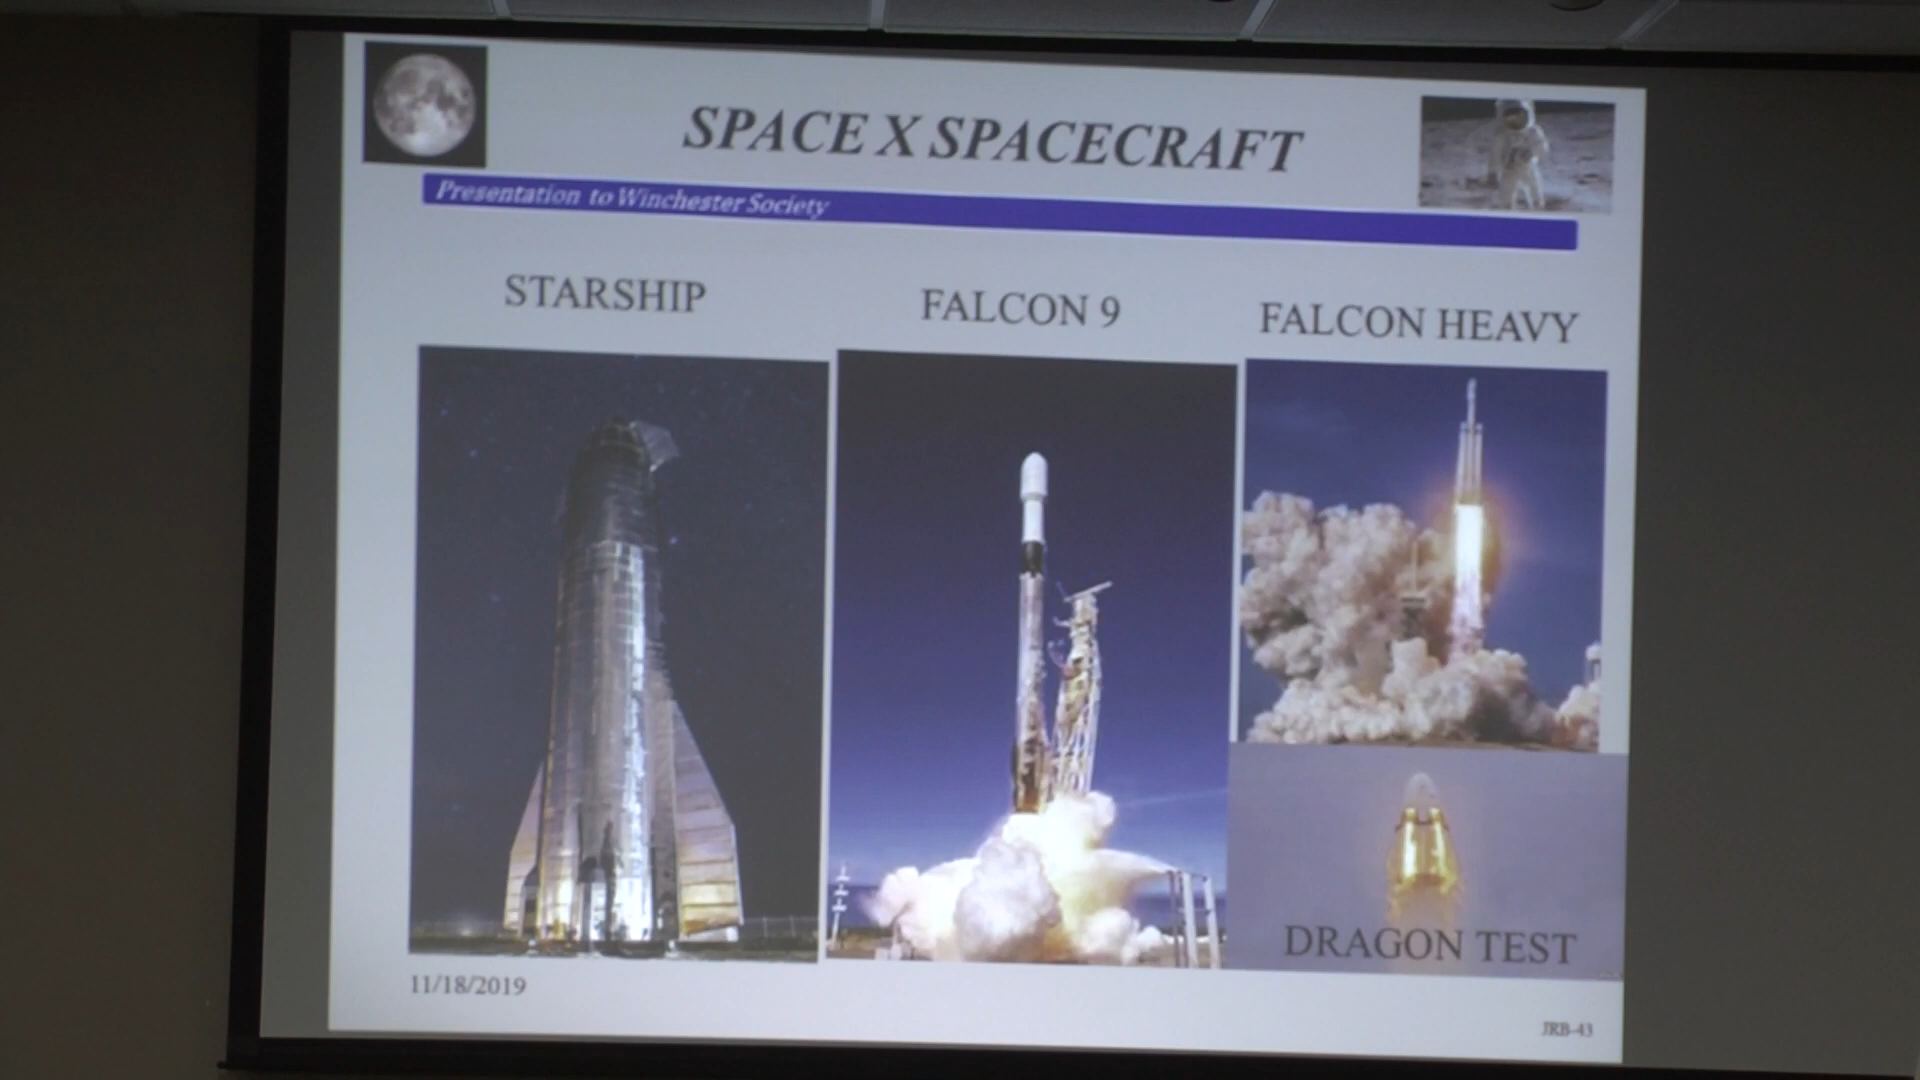 SPACE X SPACECRAFT
Presentation to Winchester Society
STARSHIP
FALCON 9
FALCON HEAVY
DRAGON TEST
11/18/2019
JRB-43